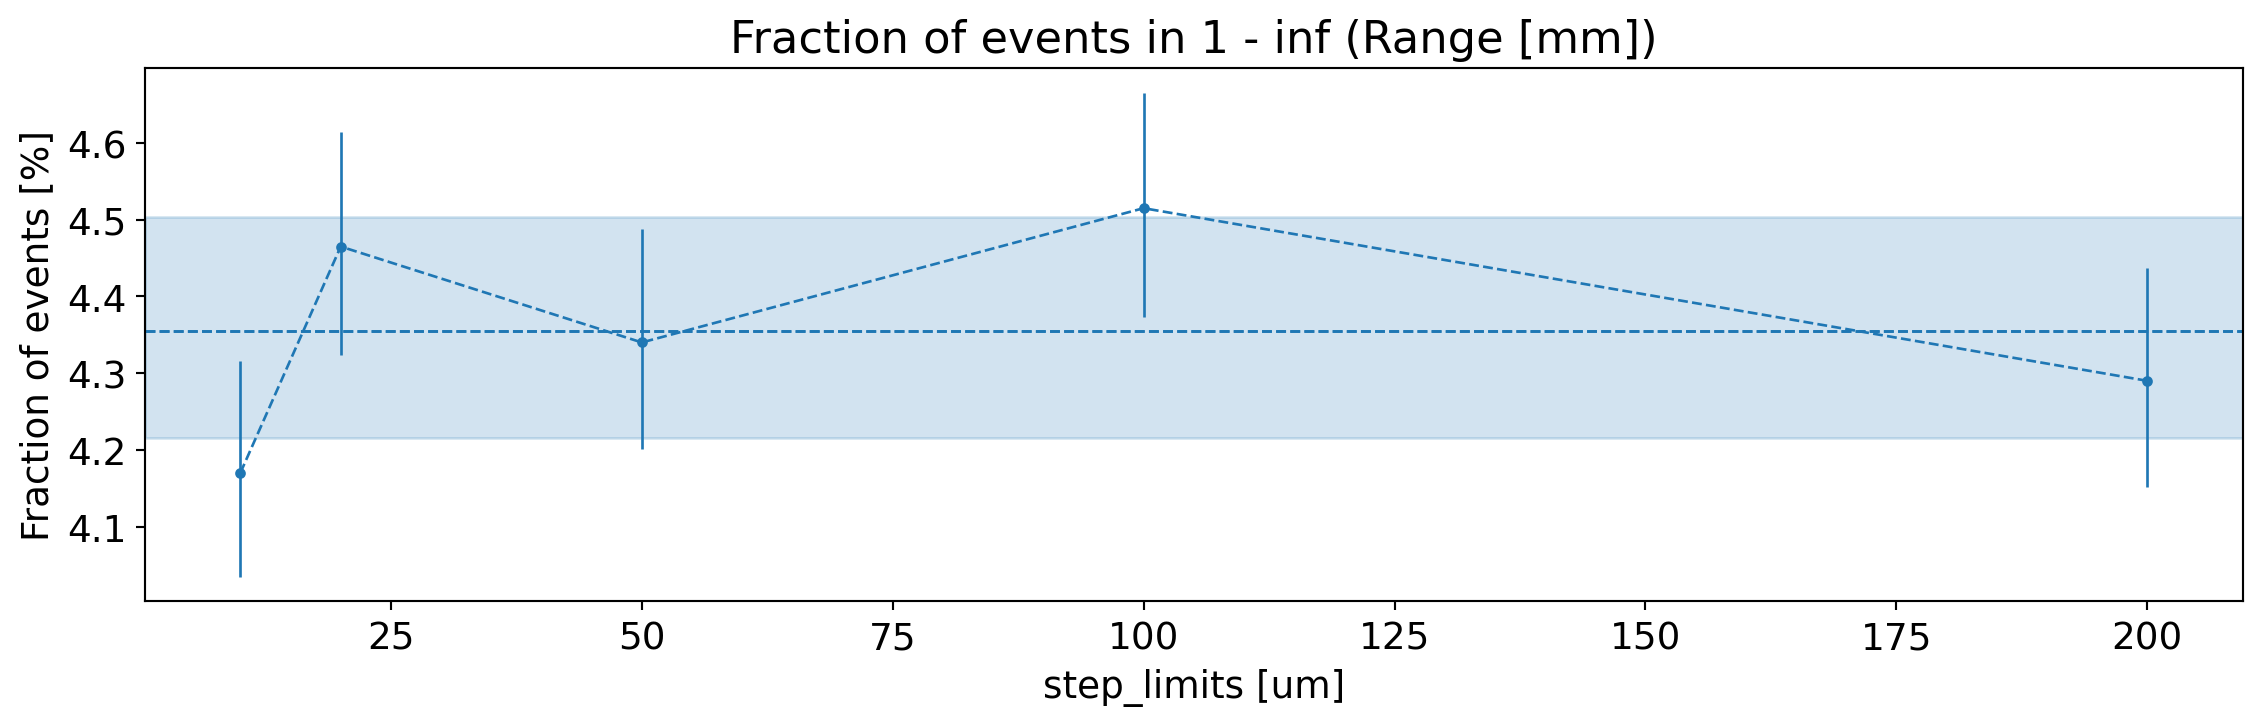 Fraction of events in 1 - inf (Range [mm])
Fraction of events [%]
4.6
4.5
4.4
4.3
4.2
4.1
25 50 75 100 125 150 175 200
step_limits [um]